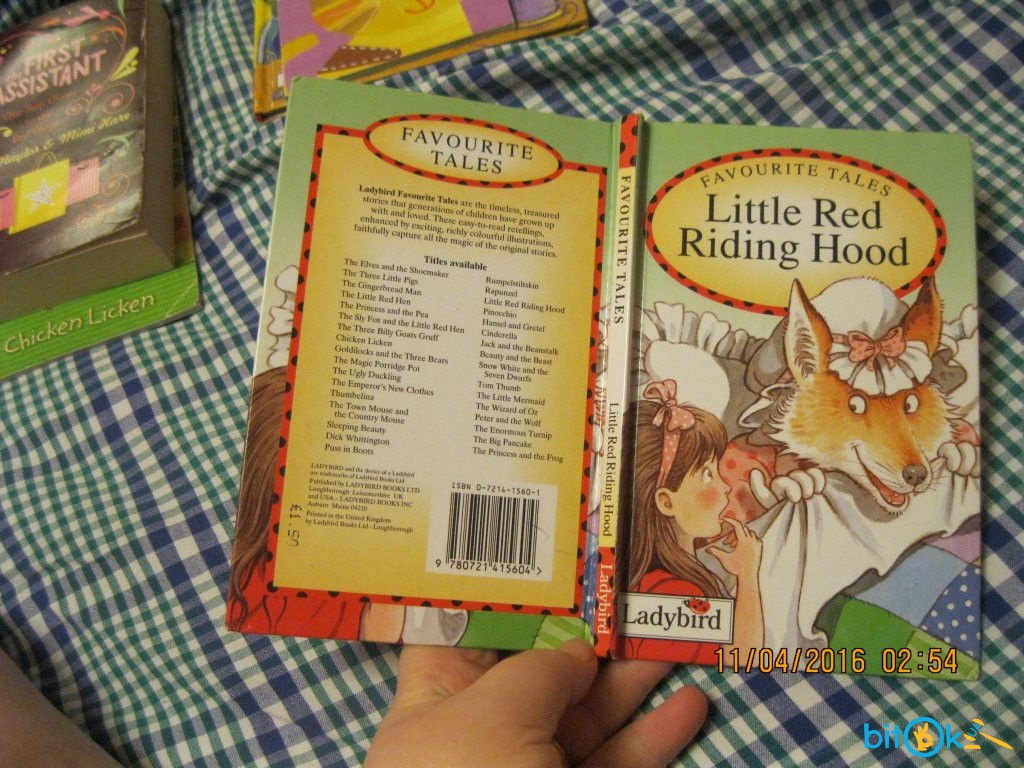 FIRST
ASSISTANT
Naylor & Mimi Hare
Chicken Licken
FAVOURITE
TALES
Ladybird Favourite Tales are the timeless, treasured
stories that generations of children have grown up
with and loved. These easy-to-read retellings,
enhanced by exciting, richly colourful illustrations,
faithfully capture all the magic of the original stories.
Titles available
The Elves and the Shoemaker
The Three Little Pigs
The Gingerbread Man
The Little Red Hen
The Princess and the Pea
The Sly Fox and the Little Red Hen
The Three Billy Goats Gruff
Chicken Licken
Goldilocks and the Three Bears
The Magic Porridge Pot
The Ugly Duckling
The Emperor's New Clothes
Thumbelina
The Town Mouse and
the Country Mouse
Sleeping Beauty
Dick Whittington
Puss in Boots
Rumpelstiltskin
Rapunzel
Little Red Riding Hood
Pinocchio
Hansel and Gretel
Cinderella
Jack and the Beanstalk
Beauty and the Beast
Snow White and the
Seven Dwarfs
Tom Thumb
The Little Mermaid
The Wizard of Oz
Peter and the Wolf
The Enormous Turnip
The Big Pancake
The Princess and the Frog
LADYBIRD and the device of a Ladybird
are trademarks of Ladybird Books Ltd
Published by LADYBIRD BOOKS LTD
Loughborough Leicestershire UK
and USA - LADYBIRD BOOKS INC
Auburn Maine 04210
Printed in the United Kingdom
by Ladybird Books Ltd - Loughborough
ISBN 0-7214-1560-1
9 780721 415604 >
FAVOURITE TALES
Little Red Riding Hood
Ladybird
FAVOURITE TALES
Little Red
Riding Hood
Ladybird
11/04/2016 02:54